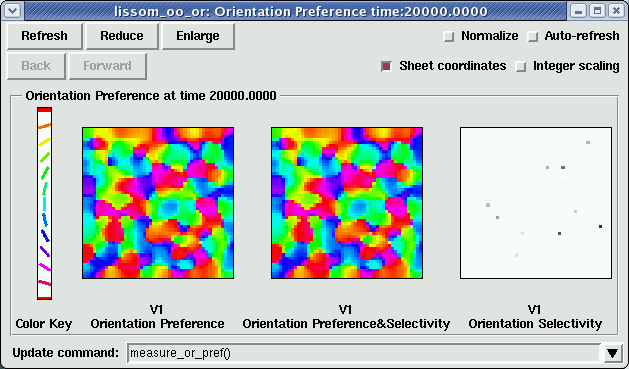 lissom_oo_or: Orientation Preference time:20000.0000
Refresh Reduce Enlarge Normalize Auto-refresh
Back Forward Sheet coordinates Integer scaling
Orientation Preference at time 20000.0000
V1 V1 V1
Color Key Orientation Preference Orientation Preference&Selectivity Orientation Selectivity
Update command: measure_or_pref()